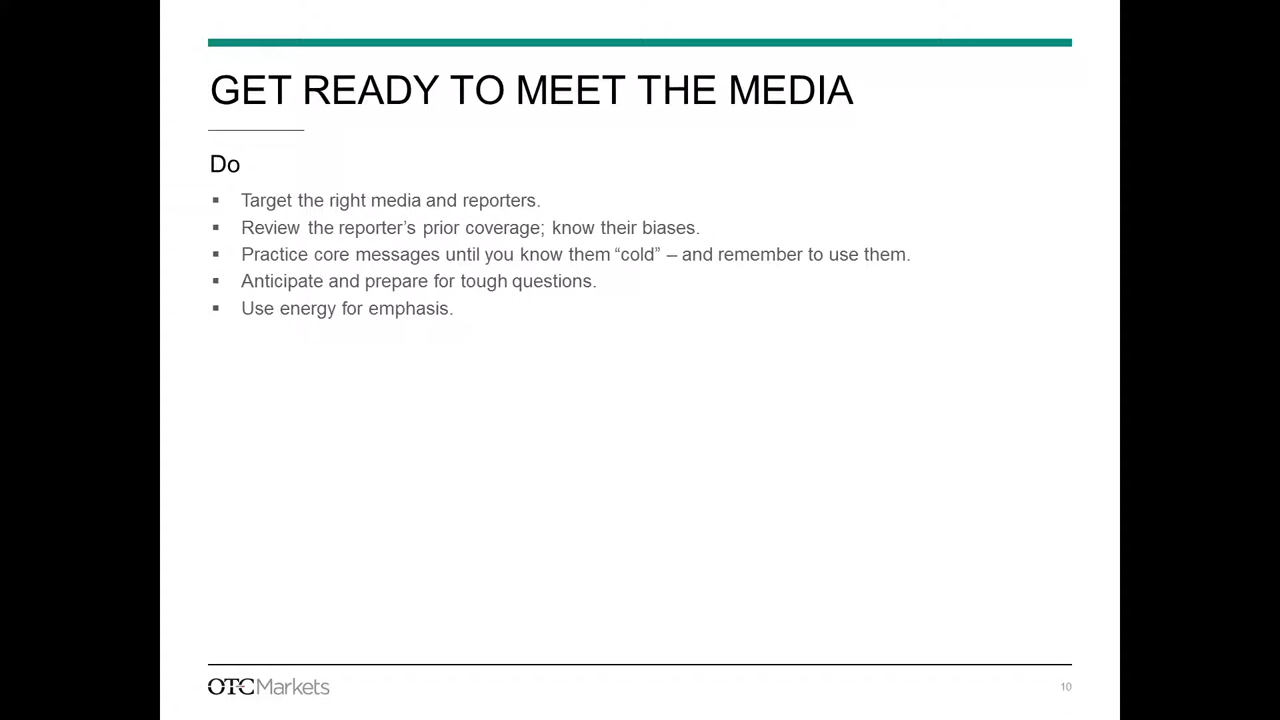 GET READY TO MEET THE MEDIA
Do
▪ Target the right media and reporters.
▪ Review the reporter’s prior coverage; know their biases.
▪ Practice core messages until you know them “cold” – and remember to use them.
▪ Anticipate and prepare for tough questions.
▪ Use energy for emphasis.
OTCMarkets
10